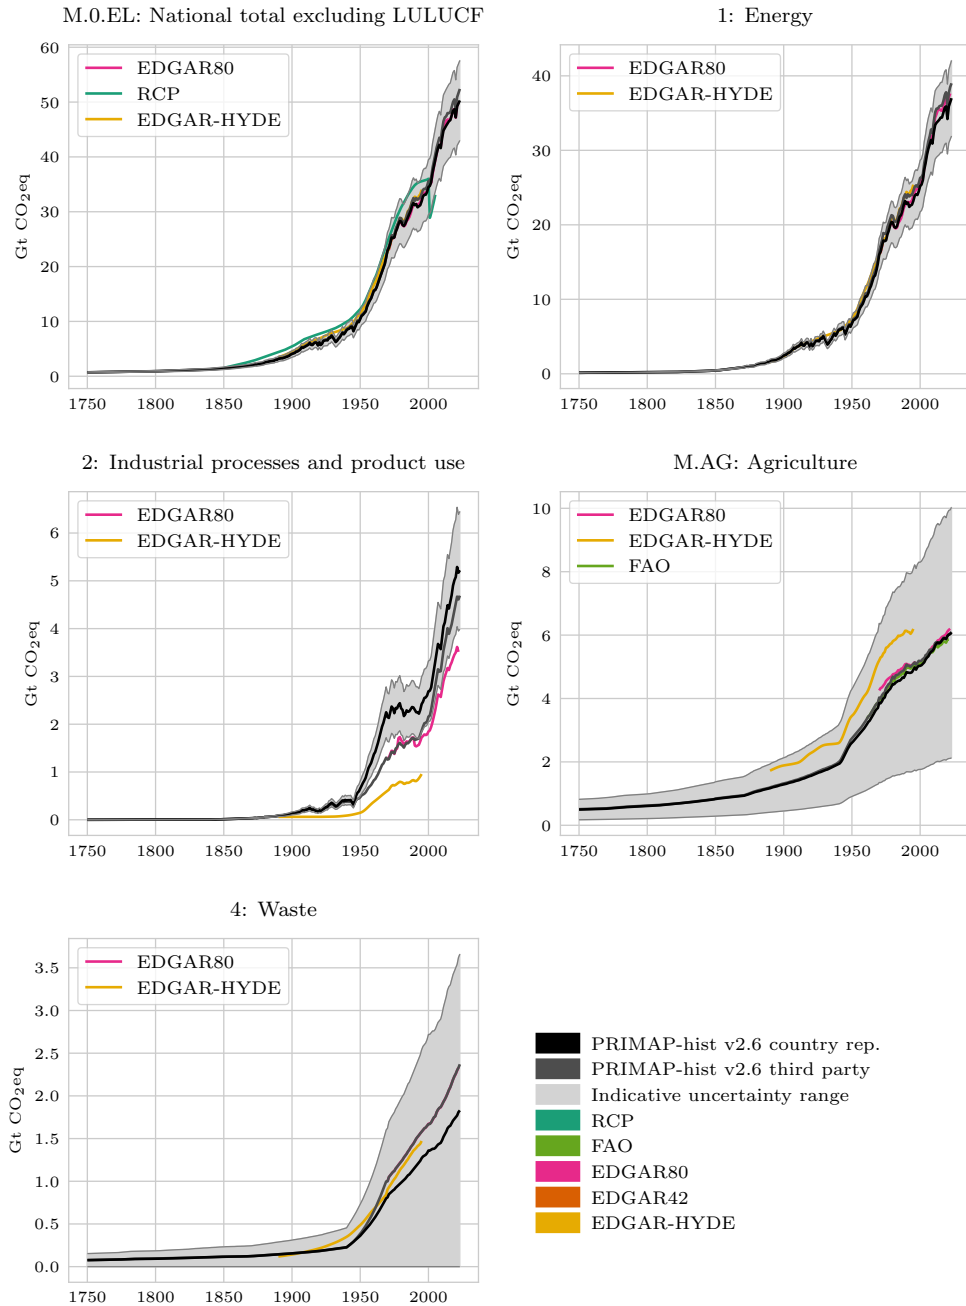 M.0.EL: National total excluding LULUCF
60
50
40
30
20
10
0
Gt CO₂eq
EDGAR80
RCP
EDGAR-HYDE
1750 1800 1850 1900 1950 2000
1: Energy
40
30
20
10
0
Gt CO₂eq
EDGAR80
EDGAR-HYDE
1750 1800 1850 1900 1950 2000
2: Industrial processes and product use
6
5
4
3
2
1
0
Gt CO₂eq
EDGAR80
EDGAR-HYDE
1750 1800 1850 1900 1950 2000
M.AG: Agriculture
10
8
6
4
2
0
Gt CO₂eq
EDGAR80
EDGAR-HYDE
FAO
1750 1800 1850 1900 1950 2000
4: Waste
3.5
3.0
2.5
2.0
1.5
1.0
0.5
0.0
Gt CO₂eq
EDGAR80
EDGAR-HYDE
1750 1800 1850 1900 1950 2000
PRIMAP-hist v2.6 country rep.
PRIMAP-hist v2.6 third party
Indicative uncertainty range
RCP
FAO
EDGAR80
EDGAR42
EDGAR-HYDE